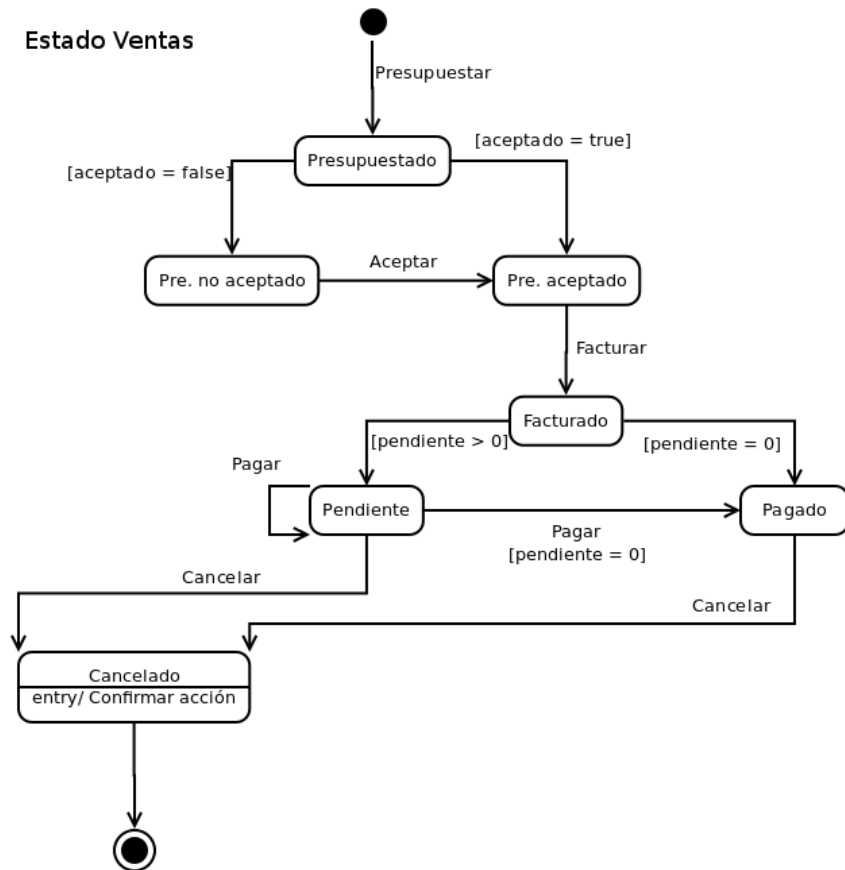 Estado Ventas
Presupuestar
[aceptado = true]
Presupuestado
[aceptado = false]
Aceptar
Pre. no aceptado
Pre. aceptado
Facturar
Facturado
[pendiente > 0]
[pendiente = 0]
Pagar
Pendiente
Pagado
Pagar
[pendiente = 0]
Cancelar
Cancelar
Cancelado
entry/ Confirmar acción